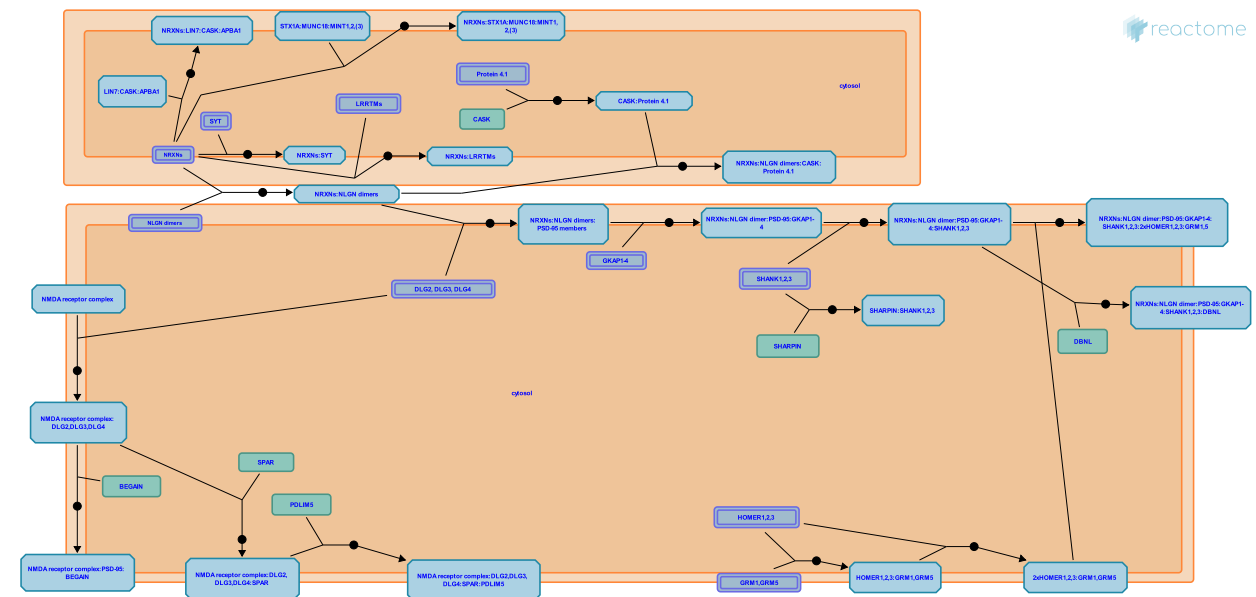 NRXNs:LIN7:CASK:APBA1
STX1A:MUNC18:MINT1,2,(3)
NRXNs:STX1A:MUNC18:MINT1,
2,(3)
reactome
Protein 4.1
cytosol
LIN7:CASK:APBA1
LRRTMs
CASK:Protein 4.1
SYT
CASK
NRXNs
NRXNs:SYT
NRXNs:LRRTMs
NRXNs:NLGN dimers:CASK:
Protein 4.1
NRXNs:NLGN dimers
NLGN dimers
NRXNs:NLGN dimers:
PSD-95 members
NRXNs:NLGN dimer:PSD-95:GKAP1-
4
NRXNs:NLGN dimer:PSD-95:GKAP1-
4:SHANK1,2,3
NRXNs:NLGN dimer:PSD-95:GKAP1-4:
SHANK1,2,3:2xHOMER1,2,3:GRM1,5
GKAP1-4
SHANK1,2,3
DLG2, DLG3, DLG4
NMDA receptor complex
SHARPIN:SHANK1,2,3
NRXNs:NLGN dimer:PSD-95:GKAP1-
4:SHANK1,2,3:DBNL
SHARPIN
DBNL
cytosol
NMDA receptor complex:
DLG2,DLG3,DLG4
SPAR
BEGAIN
PDLIM5
HOMER1,2,3
NMDA receptor complex:PSD-95:
BEGAIN
NMDA receptor complex:DLG2,
DLG3,DLG4:SPAR
NMDA receptor complex:DLG2,DLG3,
DLG4:SPAR:PDLIM5
GRM1,GRM5
HOMER1,2,3:GRM1,GRM5
2xHOMER1,2,3:GRM1,GRM5